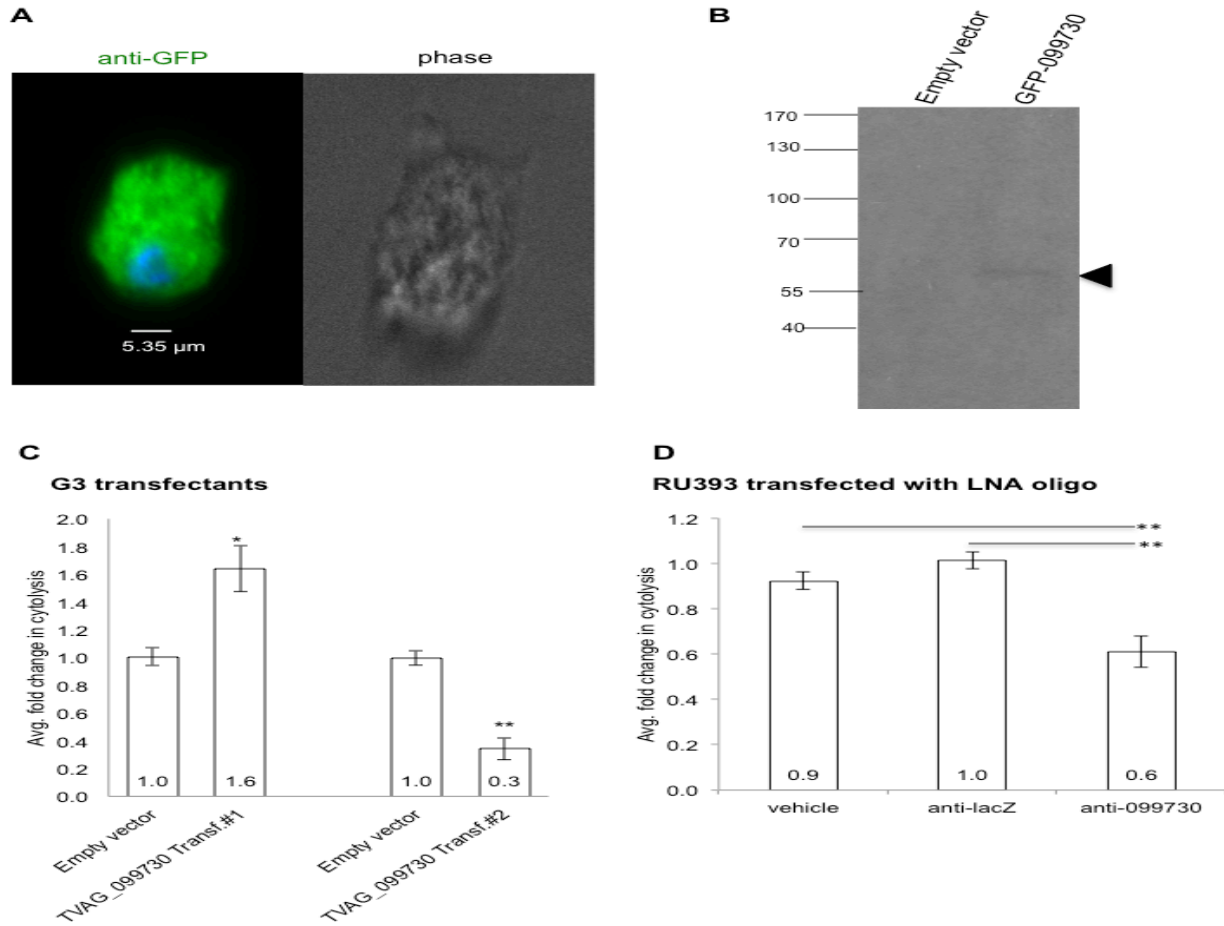 A
anti-GFP
phase
5.35 µm
B
Empty vector
GFP-099730
170
130
100
70
55
40
C
G3 transfectants
Avg. fold change in cytolysis
2.0
1.8
1.6
1.4
1.2
1.0
0.8
0.6
0.4
0.2
0.0
*
**
1.0
1.6
1.0
0.3
Empty vector
TVAG_099730 Transf.#1
Empty vector
TVAG_099730 Transf.#2
D
RU393 transfected with LNA oligo
Avg. fold change in cytolysis
1.2
1.0
0.8
0.6
0.4
0.2
0.0
**
**
0.9
1.0
0.6
vehicle
anti-lacZ
anti-099730